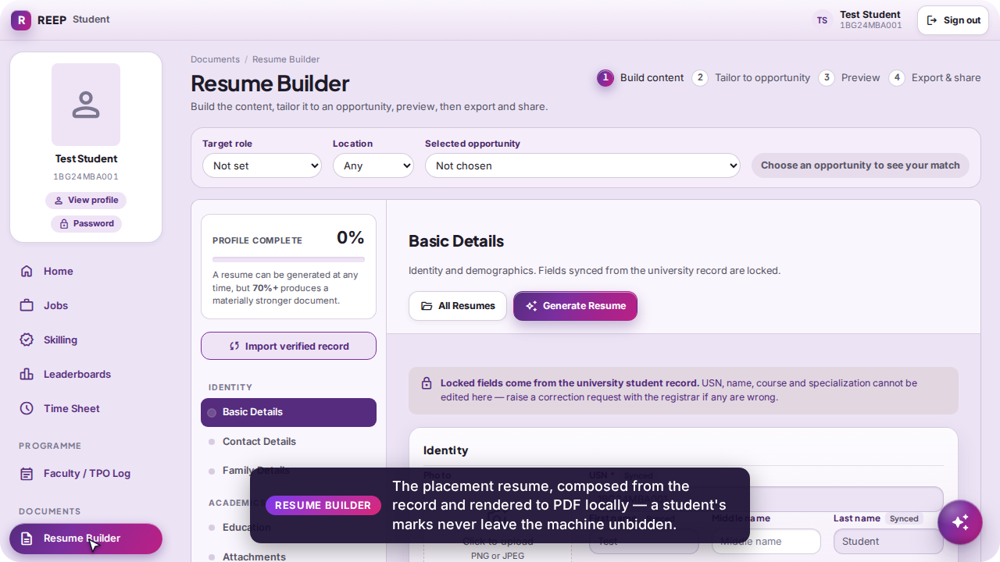 R REEP Student
TS Test Student
1BG24MBA001
Sign out
Test Student
1BG24MBA001
View profile
Password
Home
Jobs
Skilling
Leaderboards
Time Sheet
PROGRAMME
Faculty / TPO Log
DOCUMENTS
Resume Builder
Documents / Resume Builder
Resume Builder
Build the content, tailor it to an opportunity, preview, then export and share.
1 Build content 2 Tailor to opportunity 3 Preview 4 Export & share
Target role Location Selected opportunity
Not set Any Not chosen Choose an opportunity to see your match
PROFILE COMPLETE 0%
A resume can be generated at any
time, but 70%+ produces a
materially stronger document.
Import verified record
IDENTITY
Basic Details
Contact Details
Family Details
ACADEMICS
Education
Attachments
Basic Details
Identity and demographics. Fields synced from the university record are locked.
All Resumes Generate Resume
Locked fields come from the university student record. USN, name, course and specialization cannot be
edited here — raise a correction request with the registrar if any are wrong.
Identity
Photo USN * Synced
First name Synced Middle name Last name Synced
Click to upload Test Middle name Student
PNG or JPEG
RESUME BUILDER
The placement resume, composed from the
record and rendered to PDF locally — a student's
marks never leave the machine unbidden.